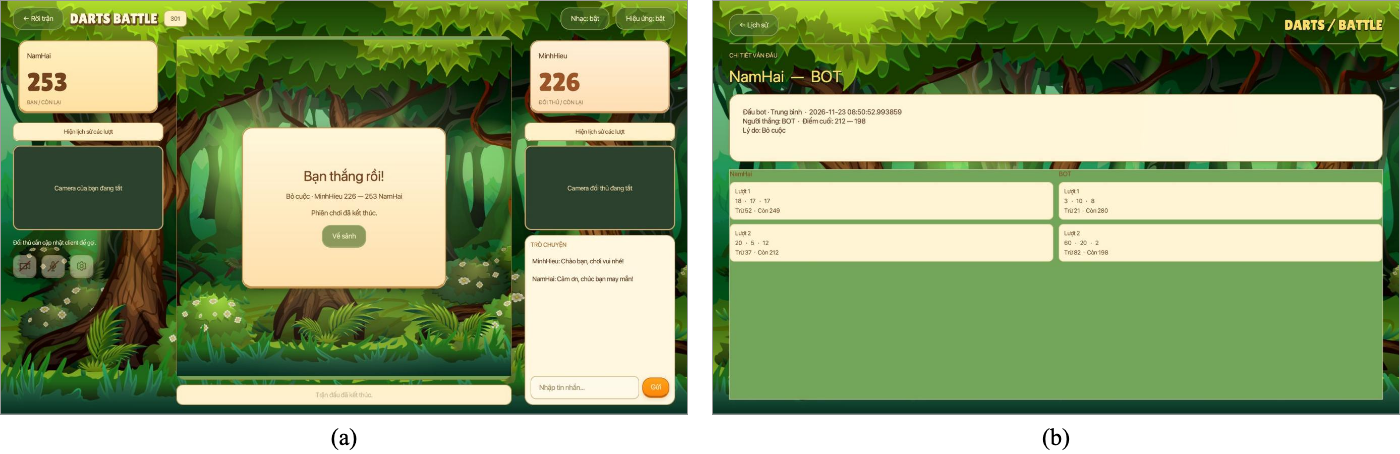 ← Rời trận
DARTS BATTLE
301
Nhạc: bật
Hiệu ứng: bật
NamHai
253
BẠN / CÒN LẠI
Hiện lịch sử các lượt
Camera của bạn đang tắt
Đối thủ cần cập nhật client để gọi.
Bạn thắng rồi!
Bỏ cuộc · MinhHieu 226 — 253 NamHai
Phiên chơi đã kết thúc.
Về sảnh
Trận đấu đã kết thúc.
MinhHieu
226
ĐỐI THỦ / CÒN LẠI
Hiện lịch sử các lượt
Camera đối thủ đang tắt
TRÒ CHUYỆN
MinhHieu: Chào bạn, chơi vui nhé!
NamHai: Cảm ơn, chúc bạn may mắn!
Nhập tin nhắn...
Gửi
(a)
← Lịch sử
DARTS / BATTLE
CHI TIẾT VÁN ĐẤU
NamHai — BOT
Đấu bot · Trung bình · 2026-11-23 08:50:52.993859
Người thắng: BOT · Điểm cuối: 212 — 198
Lý do: Bỏ cuộc
NamHai
Lượt 1
18 · 17 · 17
Trừ 52 · Còn 249
Lượt 2
20 · 5 · 12
Trừ 37 · Còn 212
BOT
Lượt 1
3 · 10 · 8
Trừ 21 · Còn 280
Lượt 2
60 · 20 · 2
Trừ 82 · Còn 198
(b)